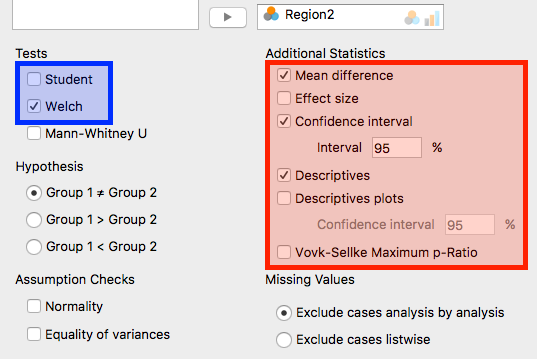 Region2
Tests
Student
Welch
Mann-Whitney U
Hypothesis
Group 1 ≠ Group 2
Group 1 > Group 2
Group 1 < Group 2
Assumption Checks
Normality
Equality of variances
Additional Statistics
Mean difference
Effect size
Confidence interval
Interval 95 %
Descriptives
Descriptives plots
Confidence interval 95 %
Vovk-Sellke Maximum p-Ratio
Missing Values
Exclude cases analysis by analysis
Exclude cases listwise